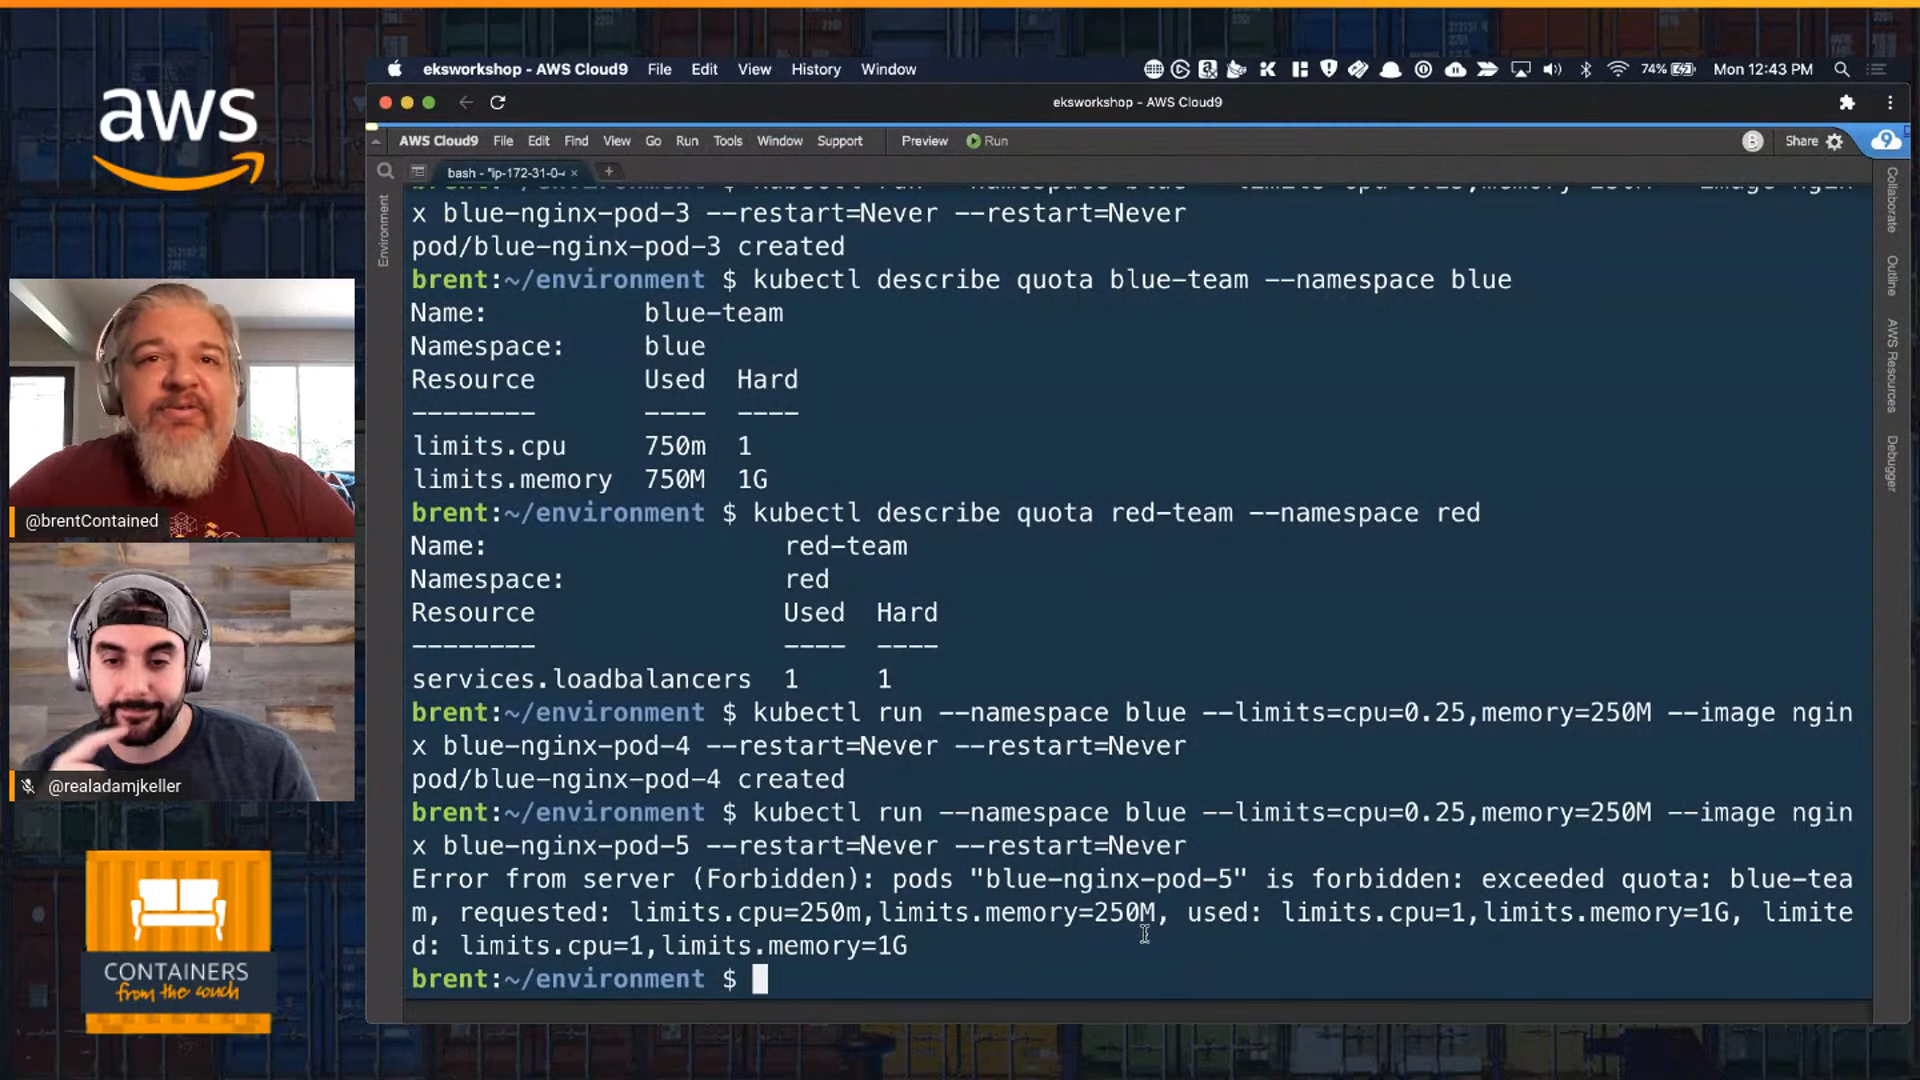 aws
eksworkshop - AWS Cloud9 File Edit View History Window
74% Mon 12:43 PM
eksworkshop - AWS Cloud9
AWS Cloud9 File Edit Find View Go Run Tools Window Support Preview Run B Share 9
bash - "ip-172-31-0-
Environment
Collaborate
Outline
AWS Resources
Debugger
x blue-nginx-pod-3 --restart=Never --restart=Never
pod/blue-nginx-pod-3 created
brent:~/environment $ kubectl describe quota blue-team --namespace blue
Name: blue-team
Namespace: blue
Resource Used Hard
-------- ---- ----
limits.cpu 750m 1
limits.memory 750M 1G
brent:~/environment $ kubectl describe quota red-team --namespace red
Name: red-team
Namespace: red
Resource Used Hard
-------- ---- ----
services.loadbalancers 1 1
brent:~/environment $ kubectl run --namespace blue --limits=cpu=0.25,memory=250M --image ngin
x blue-nginx-pod-4 --restart=Never --restart=Never
pod/blue-nginx-pod-4 created
brent:~/environment $ kubectl run --namespace blue --limits=cpu=0.25,memory=250M --image ngin
x blue-nginx-pod-5 --restart=Never --restart=Never
Error from server (Forbidden): pods "blue-nginx-pod-5" is forbidden: exceeded quota: blue-tea
m, requested: limits.cpu=250m,limits.memory=250M, used: limits.cpu=1,limits.memory=1G, limite
d: limits.cpu=1,limits.memory=1G
brent:~/environment $
@brentContained
@realadamjkeller
CONTAINERS
from the couch